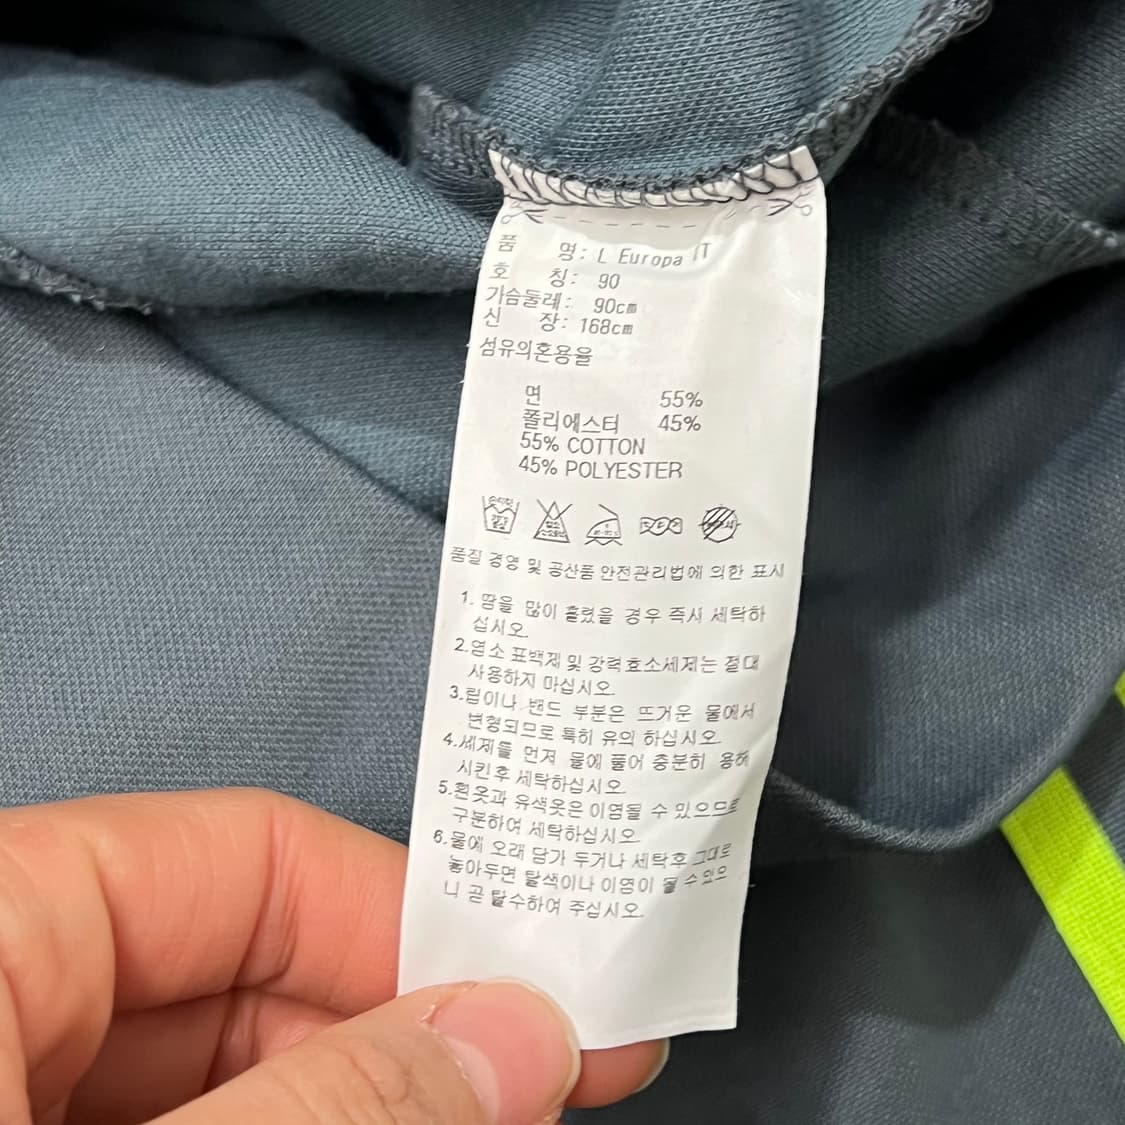 품 명: L Europa IT
호 칭: 90
가슴둘레: 90cm
신 장: 168cm
섬유의혼용율
면 55%
폴리에스터 45%
55% COTTON
45% POLYESTER
품질 경영 및 공산품 안전관리법에 의한 표시
1. 땀을 많이 흘렸을 경우 즉시 세탁하
십시오.
2.염소 표백제 및 강력효소세제는 절대
사용하지 마십시오.
3.립이나 밴드 부분은 뜨거운 물에서
변형되므로 특히 유의 하십시오.
4.세제를 먼저 물에 풀어 충분히 용해
시킨후 세탁하십시오.
5.흰옷과 유색옷은 이염될 수 있으므로
구분하여 세탁하십시오.
6.물에 오래 담가 두거나 세탁후 그대로
놓아두면 탈색이나 이염이 될 수 있으
니 곧 탈수하여 주십시오.